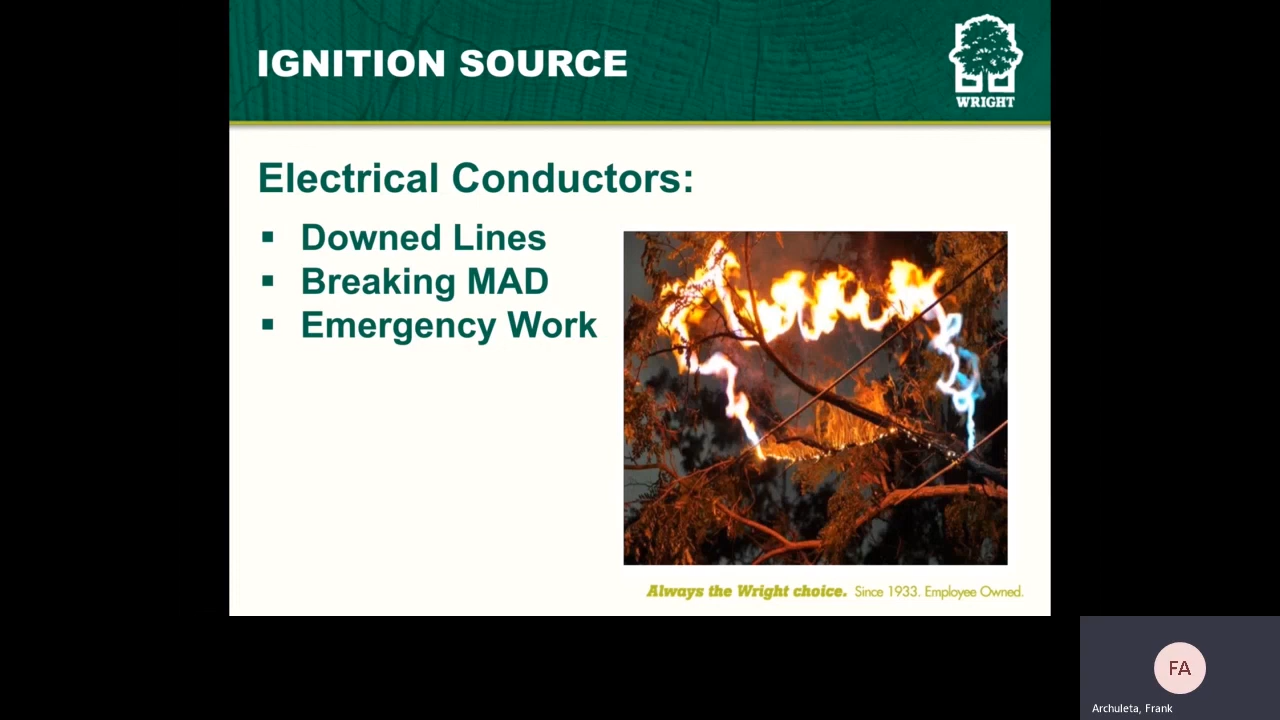 IGNITION SOURCE
WRIGHT
Electrical Conductors:
▪ Downed Lines
▪ Breaking MAD
▪ Emergency Work
Always the Wright choice. Since 1933. Employee Owned.
FA
Archuleta, Frank